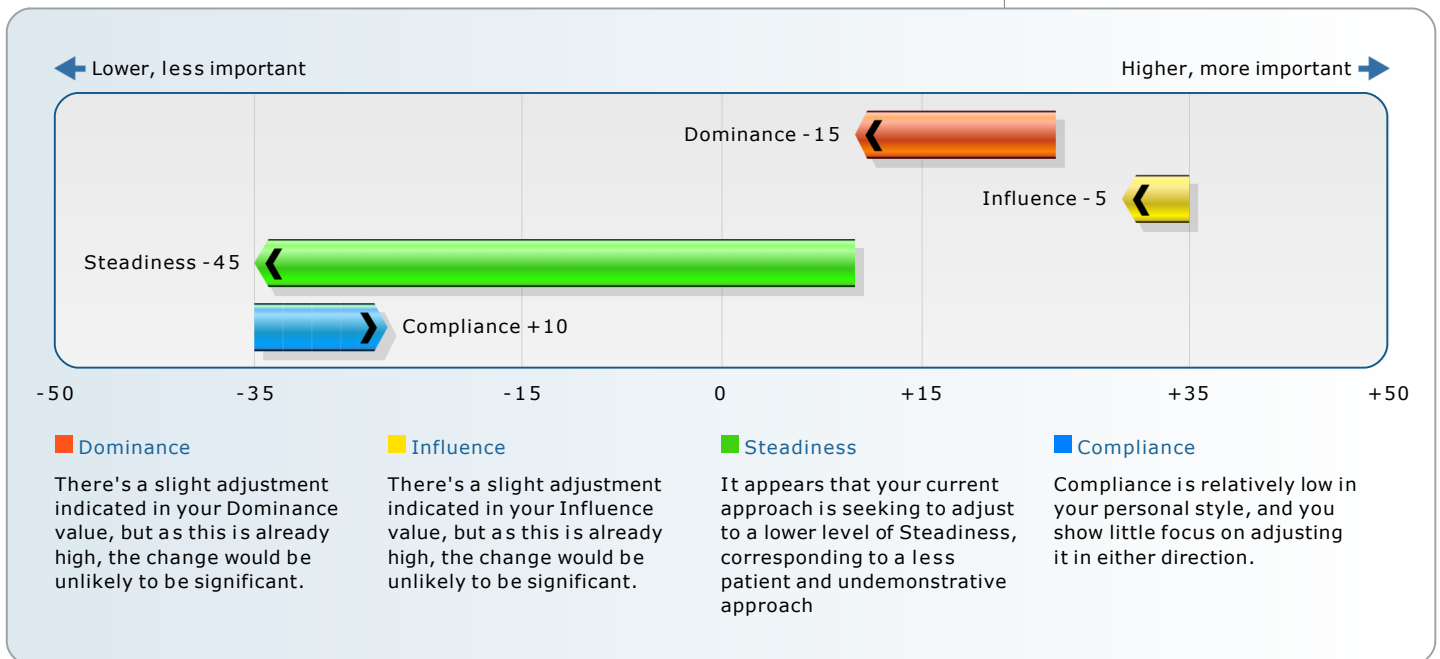 Lower, less important
Higher, more important
Dominance -15
Influence -5
Steadiness -45
Compliance +10
-50 -35 -15 0 +15 +35 +50
Dominance
There's a slight adjustment
indicated in your Dominance
value, but as this is already
high, the change would be
unlikely to be significant.
Influence
There's a slight adjustment
indicated in your Influence
value, but as this is already
high, the change would be
unlikely to be significant.
Steadiness
It appears that your current
approach is seeking to adjust
to a lower level of Steadiness,
corresponding to a less
patient and undemonstrative
approach
Compliance
Compliance is relatively low in
your personal style, and you
show little focus on adjusting
it in either direction.